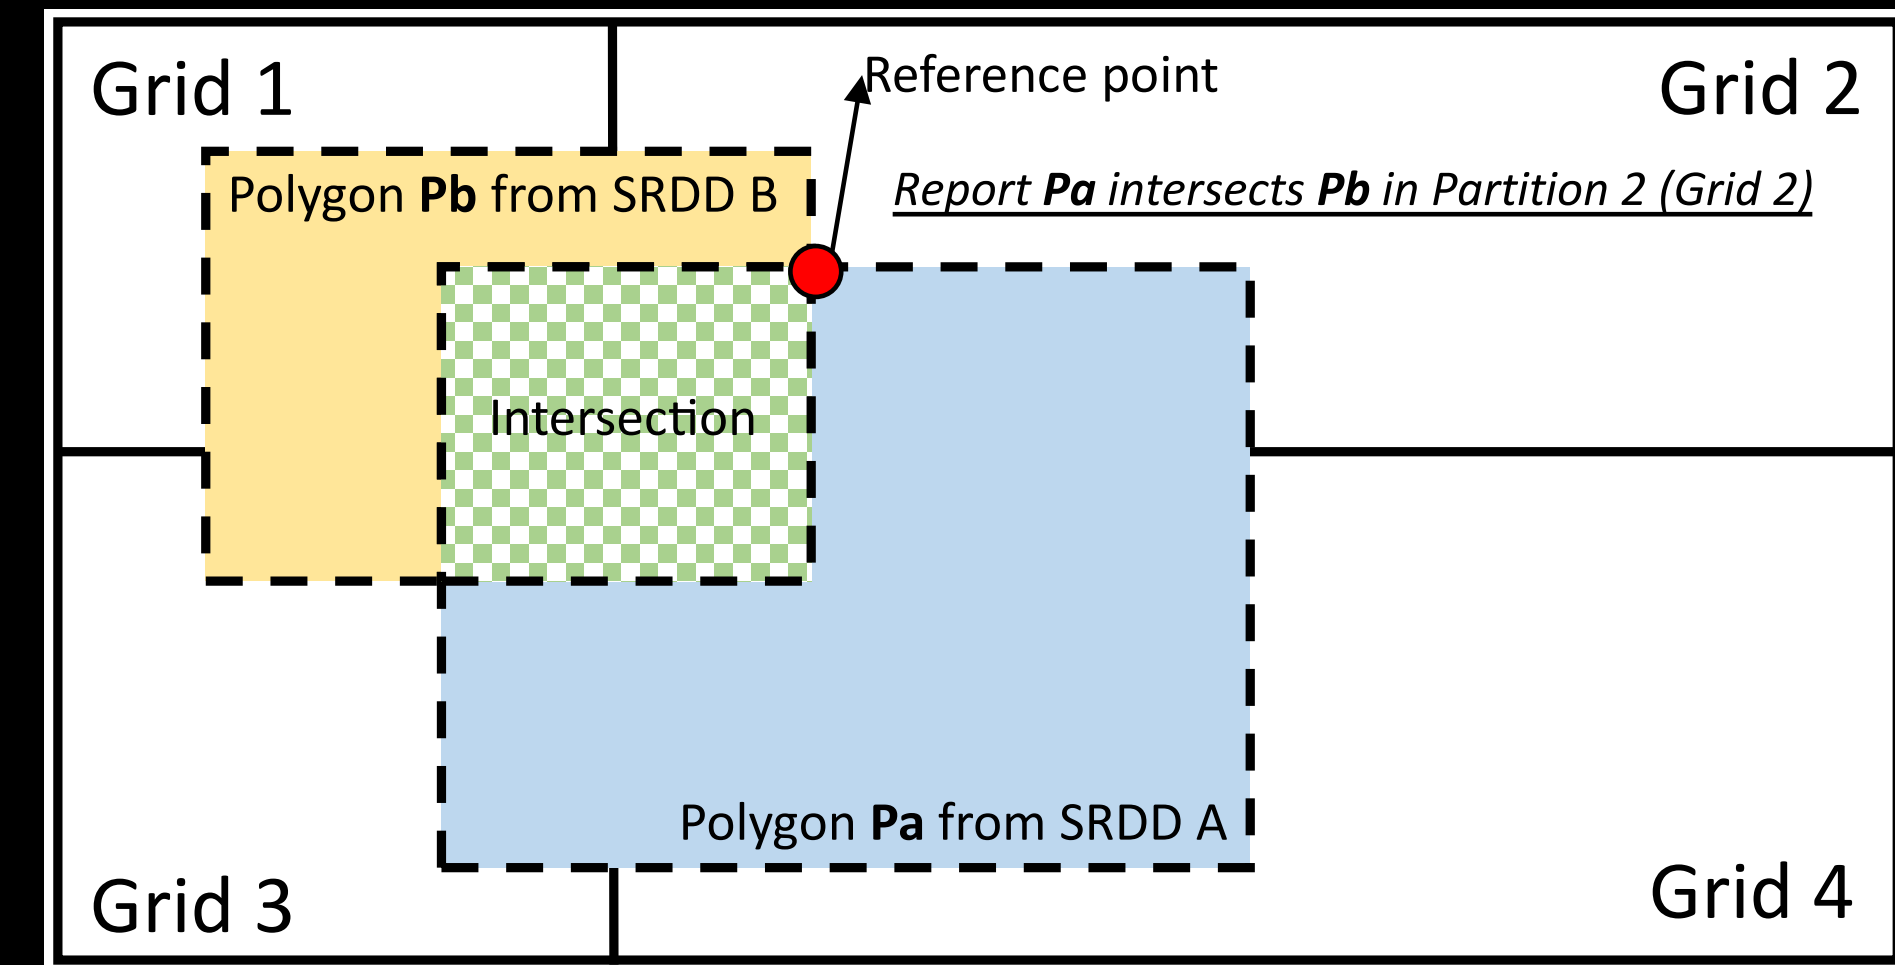 Grid 1
Reference point
Grid 2
Polygon Pb from SRDD B
Report Pa intersects Pb in Partition 2 (Grid 2)
Intersection
Polygon Pa from SRDD A
Grid 3
Grid 4